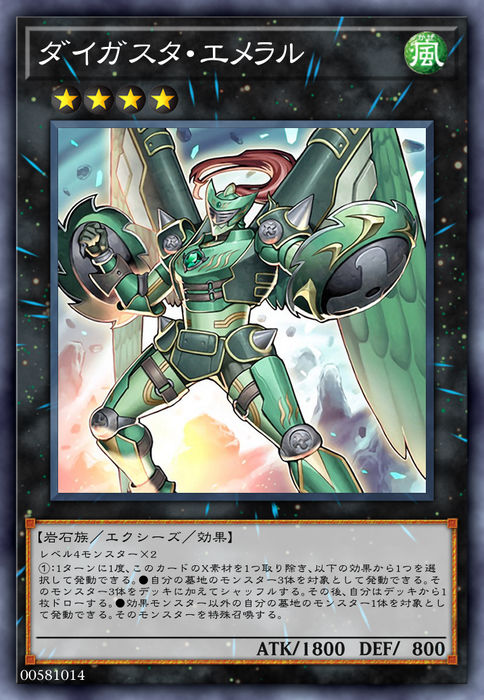 ダイガスタ・エメラル
かぜ
風
【岩石族／エクシーズ／効果】
レベル4モンスター×2
①:1ターンに1度、このカードのX素材を1つ取り除き、以下の効果から1つを選
択して発動できる。●自分の墓地のモンスター3体を対象として発動できる。そ
のモンスター3体をデッキに加えてシャッフルする。その後、自分はデッキから1
枚ドローする。●効果モンスター以外の自分の墓地のモンスター1体を対象とし
て発動できる。そのモンスターを特殊召喚する。
ATK/1800 DEF/ 800
00581014